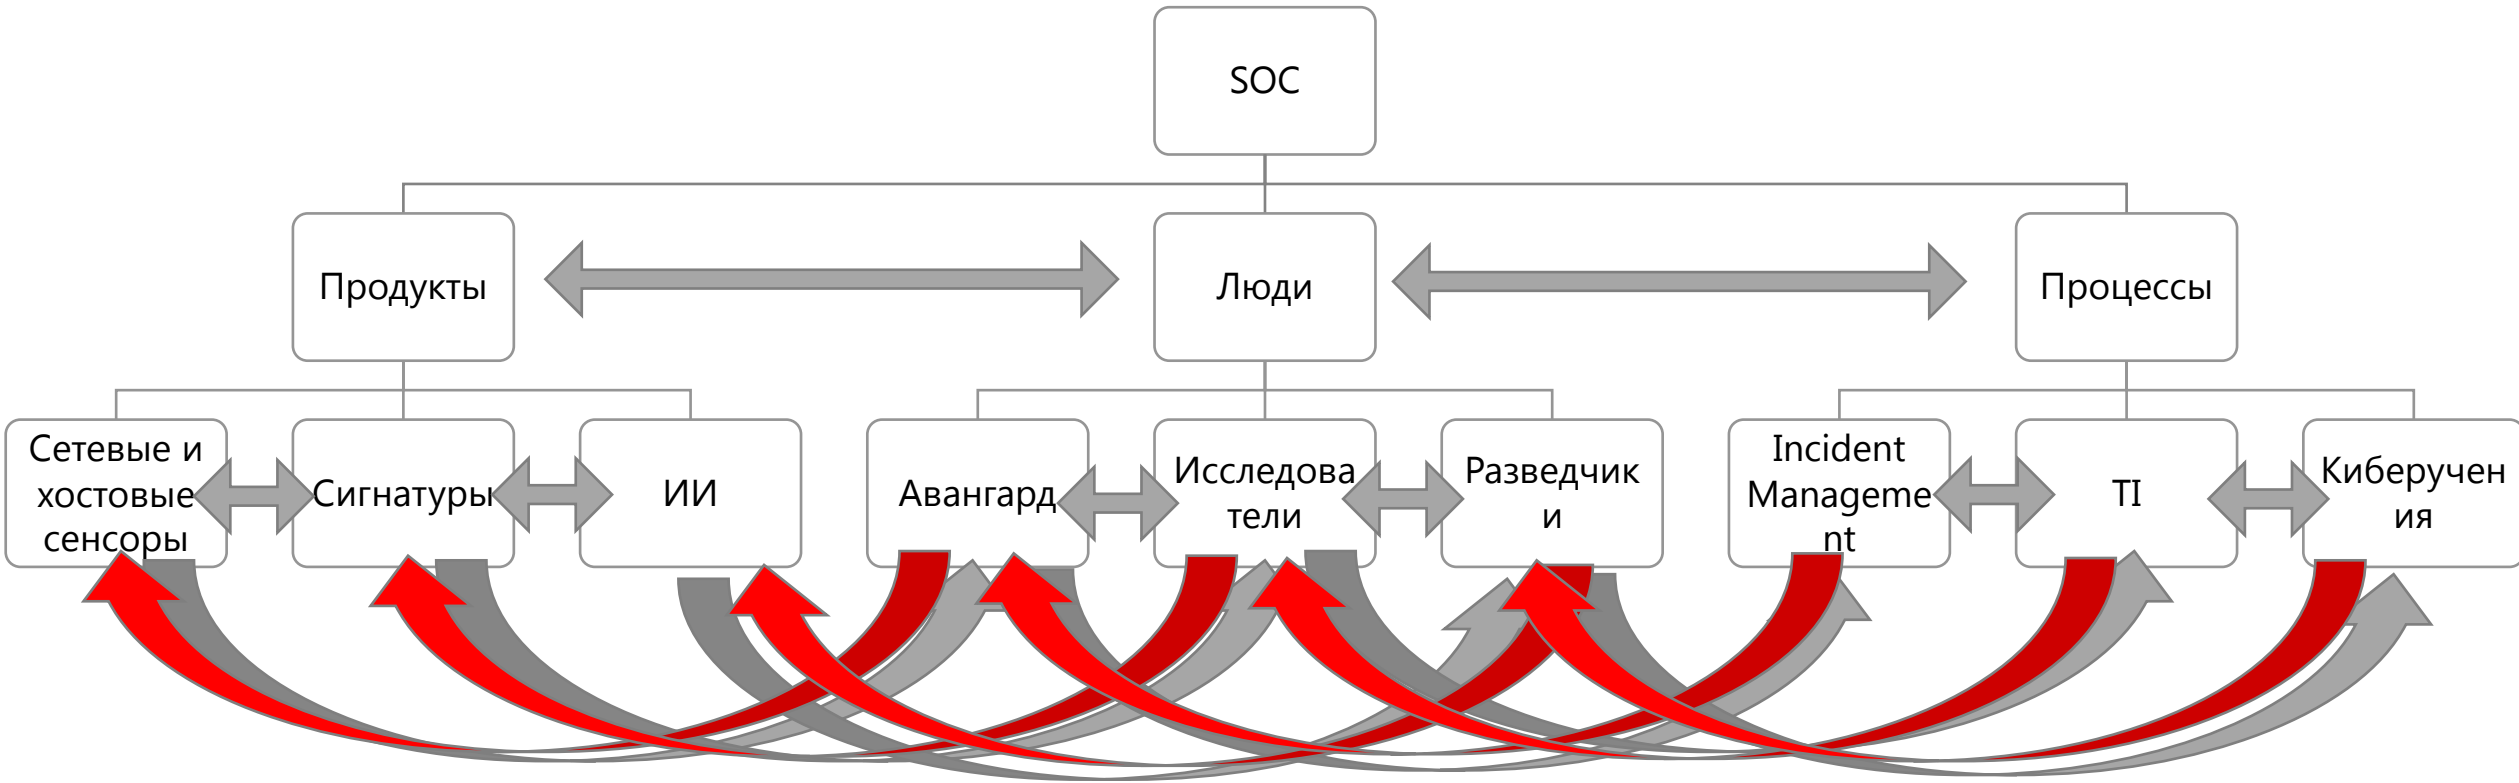 SOC
Продукты
Люди
Процессы
Сетевые и
хостовые
сенсоры
Сигнатуры
ИИ
Авангард
Исследова
тели
Разведчик
и
Incident
Manageme
nt
TI
Киберучен
ия